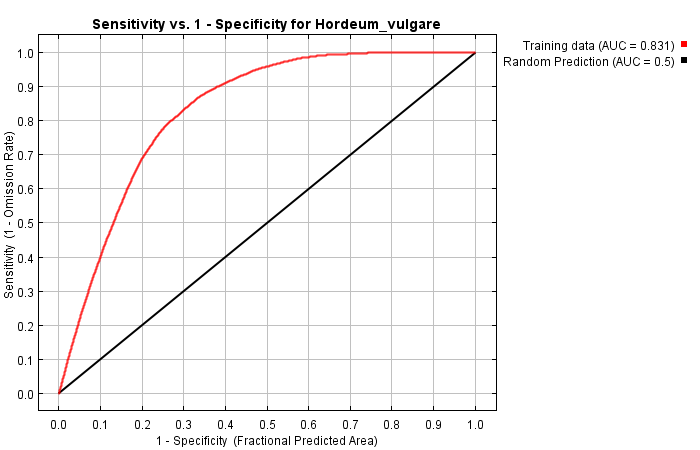 Sensitivity vs. 1 - Specificity for Hordeum_vulgare
Training data (AUC = 0.831)
Random Prediction (AUC = 0.5)
Sensitivity (1 - Omission Rate)
1.0
0.9
0.8
0.7
0.6
0.5
0.4
0.3
0.2
0.1
0.0
0.0 0.1 0.2 0.3 0.4 0.5 0.6 0.7 0.8 0.9 1.0
1 - Specificity (Fractional Predicted Area)